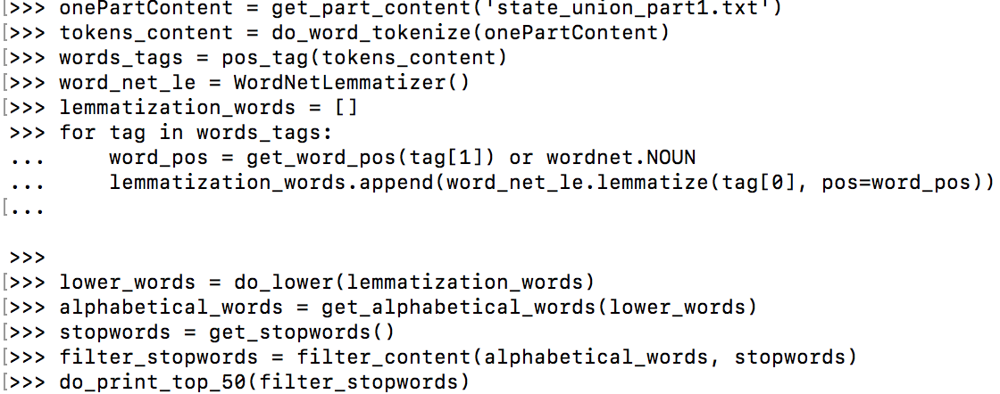 [>>> onePartContent = get_part_content('state_union_part1.txt')
[>>> tokens_content = do_word_tokenize(onePartContent)
[>>> words_tags = pos_tag(tokens_content)
[>>> word_net_le = WordNetLemmatizer()
[>>> lemmatization_words = []
>>> for tag in words_tags:
...     word_pos = get_word_pos(tag[1]) or wordnet.NOUN
...     lemmatization_words.append(word_net_le.lemmatize(tag[0], pos=word_pos))
[...
>>>
[>>> lower_words = do_lower(lemmatization_words)
[>>> alphabetical_words = get_alphabetical_words(lower_words)
[>>> stopwords = get_stopwords()
[>>> filter_stopwords = filter_content(alphabetical_words, stopwords)
[>>> do_print_top_50(filter_stopwords)